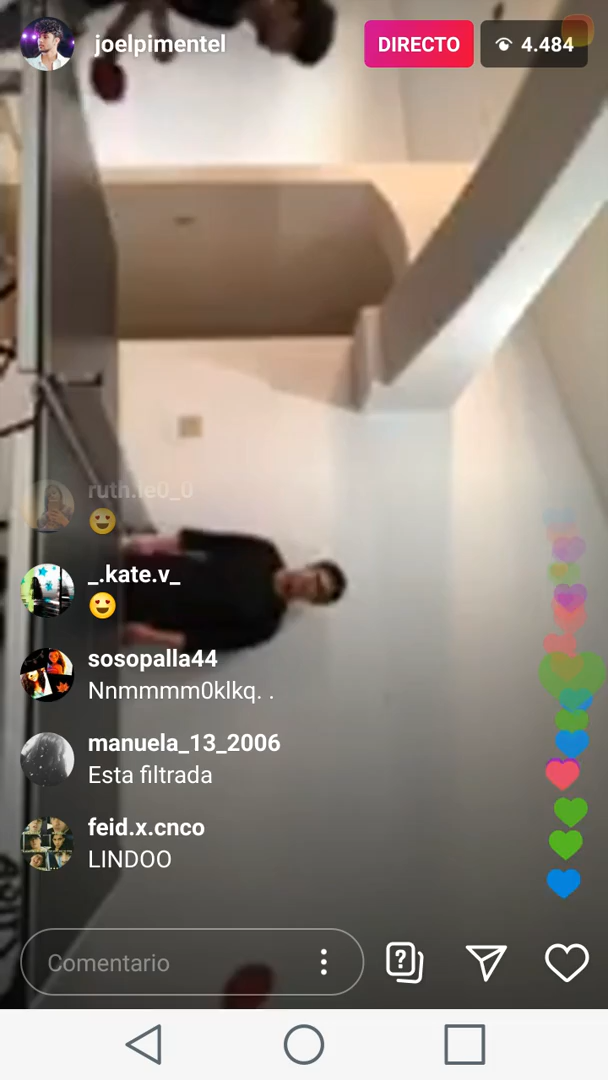 joelpimentel
DIRECTO
4.484
ruth.le0_0
😍
_.kate.v_
😍
sosopalla44
Nnmmmm0klkq. .
manuela_13_2006
Esta filtrada
feid.x.cnco
LINDOO
Comentario